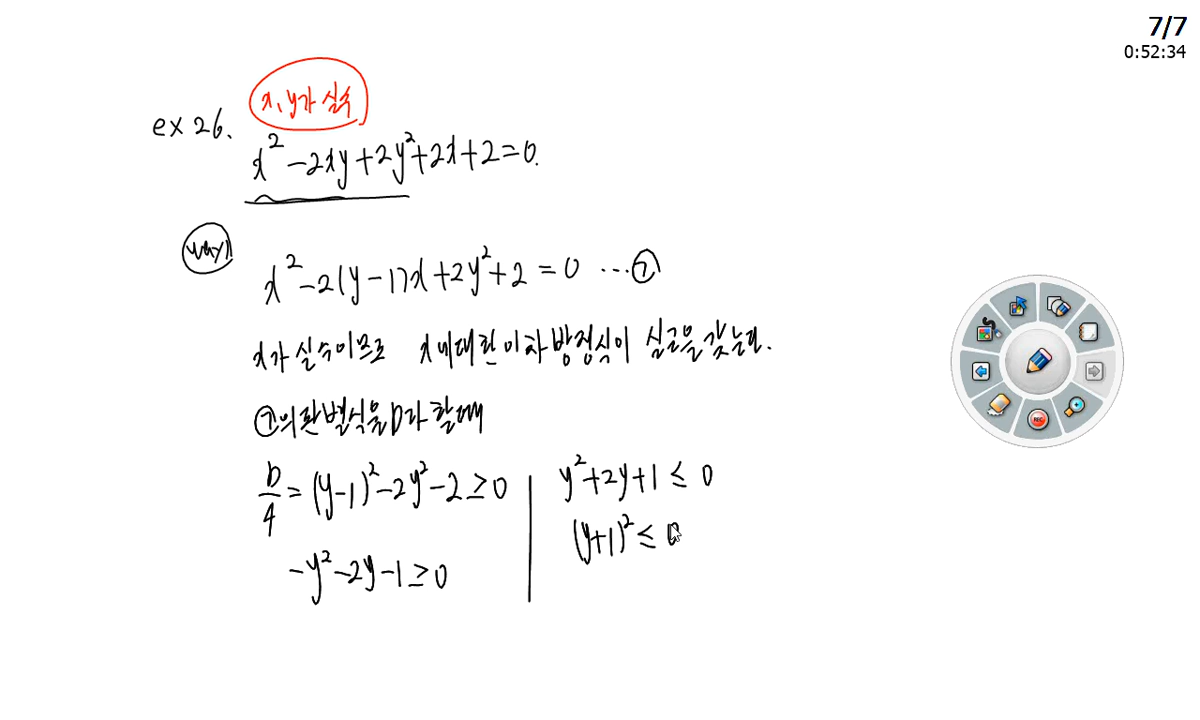 7/7
0:52:34
x, y가 실수
ex 26.
x² - 2xy + 2y² + 2x + 2 = 0.
way1
x² - 2(y - 1)x + 2y² + 2 = 0 ... ㉠
x가 실수이므로 x에 대한 이차방정식이 실근을 갖는다.
㉠의 판별식을 D라 할 때
D/4 = (y-1)² - 2y² - 2 ≥ 0
-y² - 2y - 1 ≥ 0
y² + 2y + 1 ≤ 0
(y+1)² ≤ 0
REC